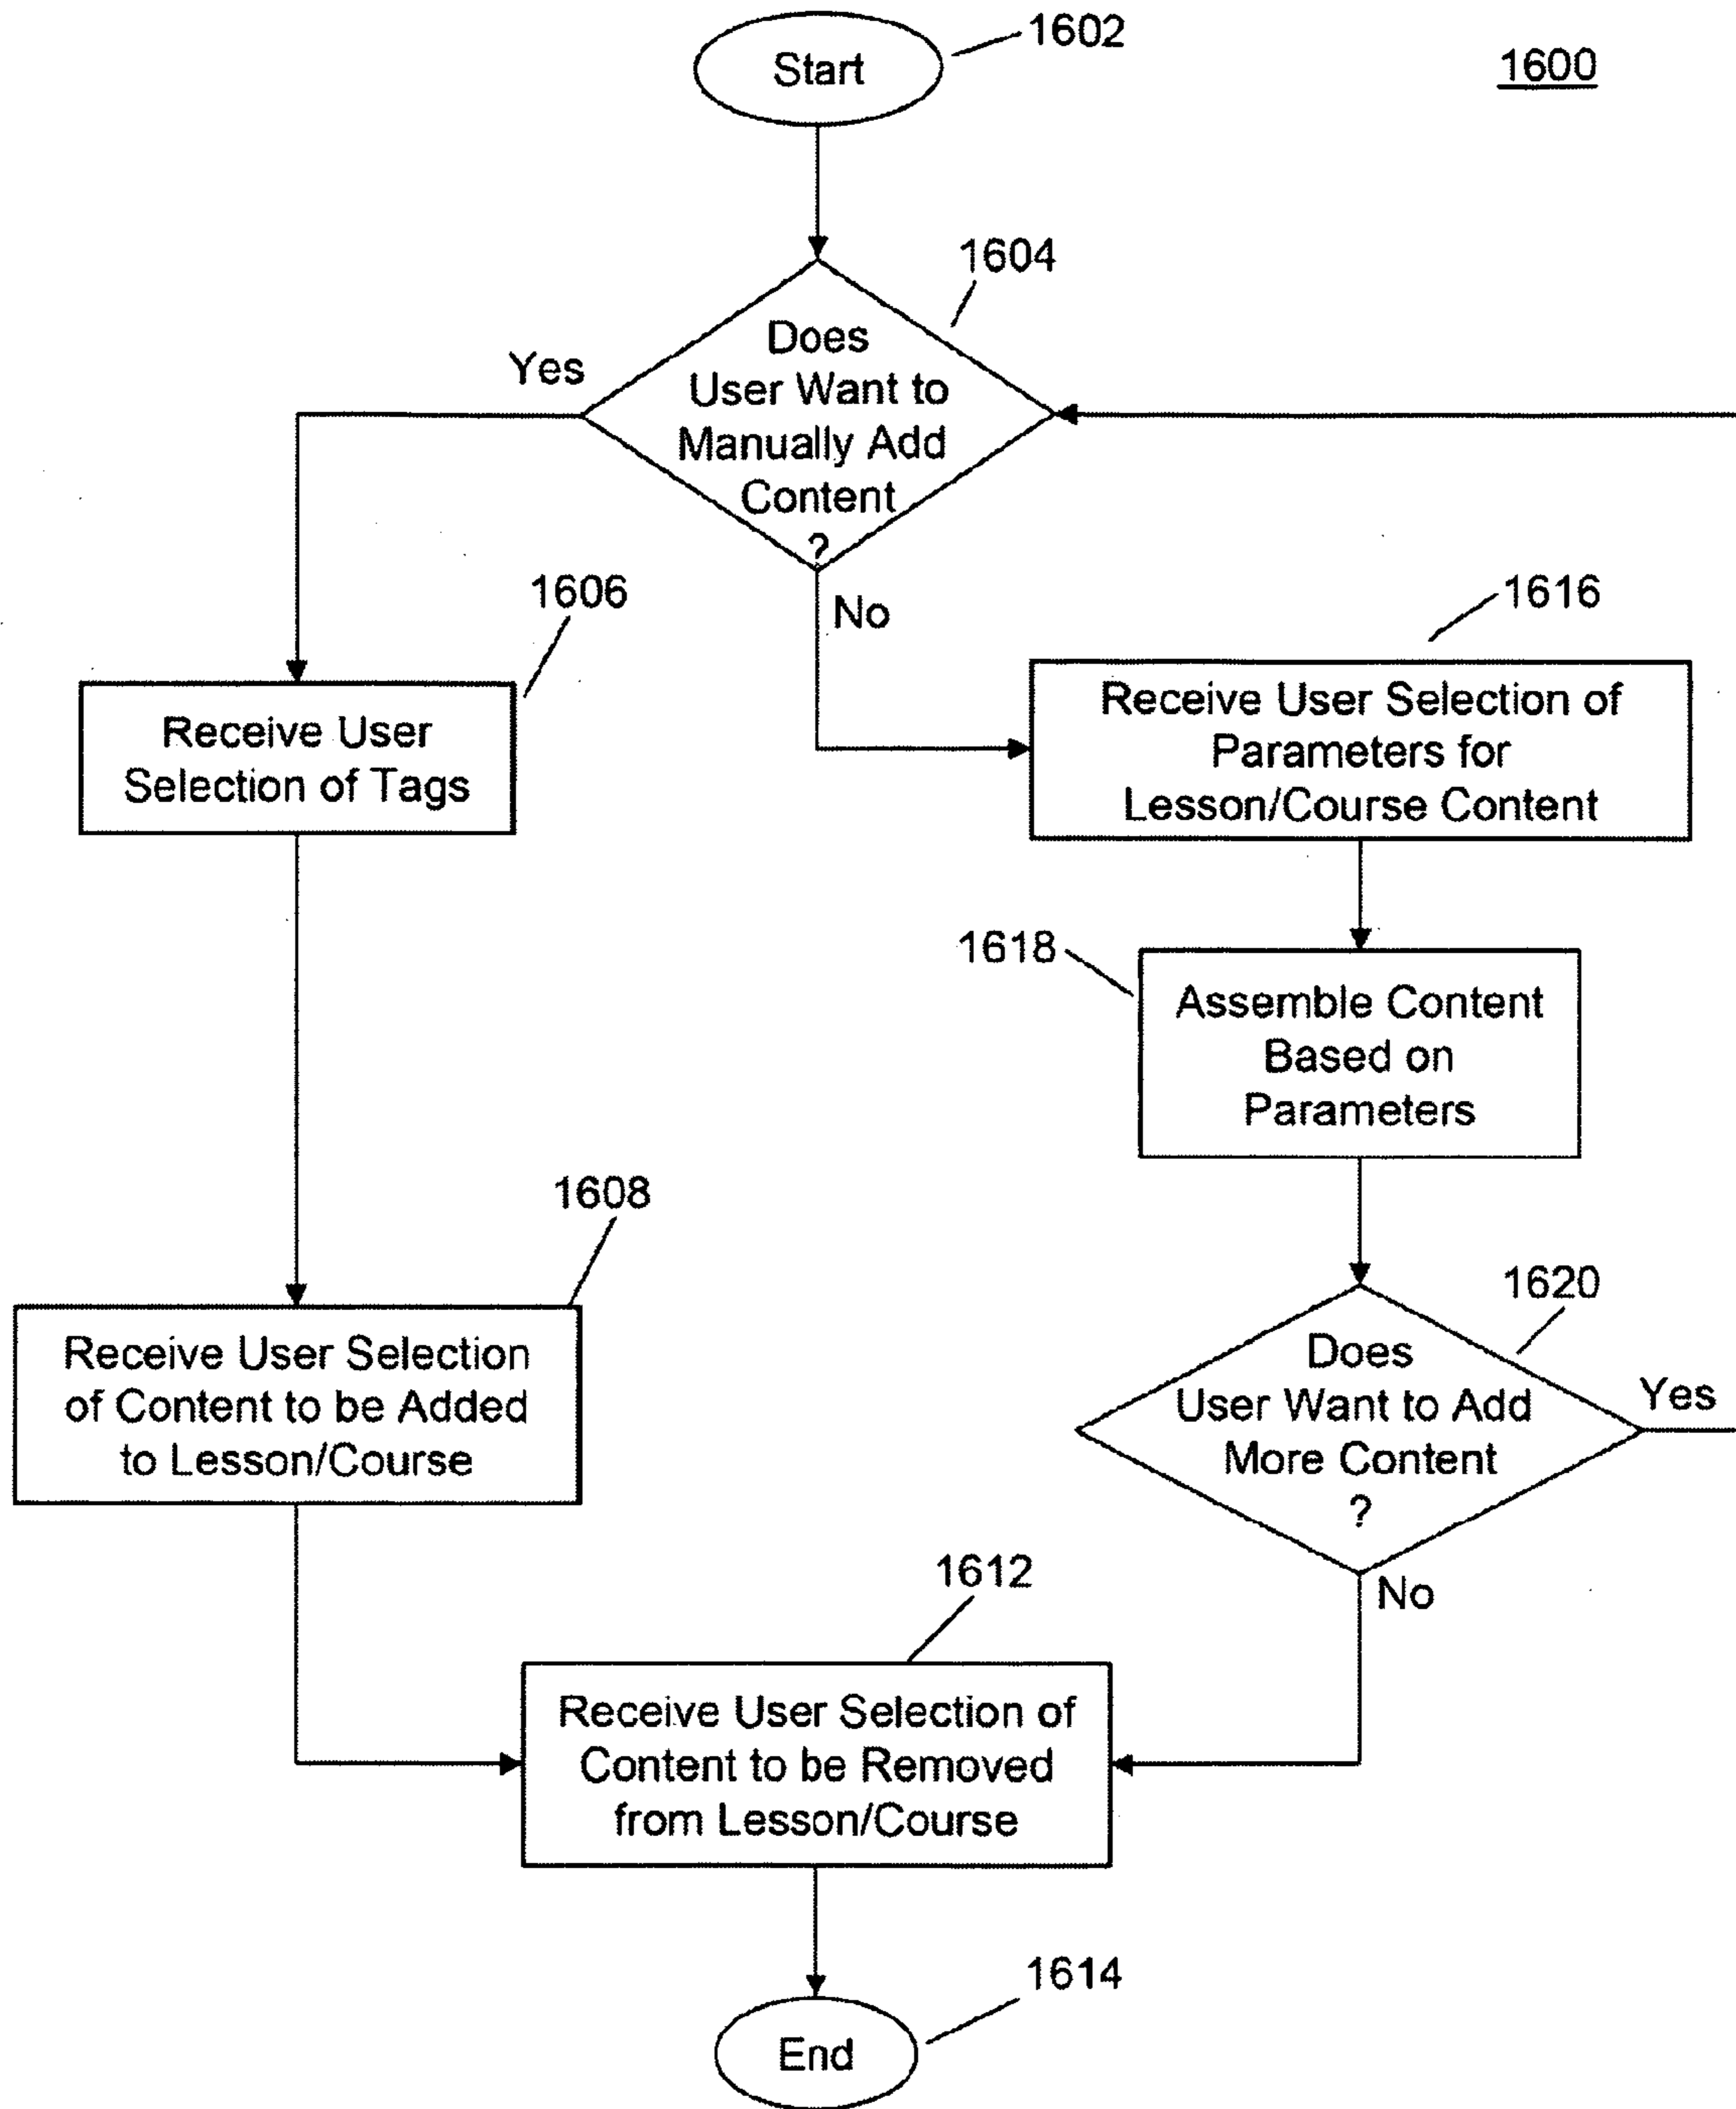 1602
Start
1600
1604
Does
User Want to
Manually Add
Content
?
Yes
No
1606
Receive User
Selection of Tags
1616
Receive User Selection of
Parameters for
Lesson/Course Content
1618
Assemble Content
Based on
Parameters
1608
Receive User Selection
of Content to be Added
to Lesson/Course
1620
Does
User Want to Add
More Content
?
Yes
No
1612
Receive User Selection of
Content to be Removed
from Lesson/Course
1614
End